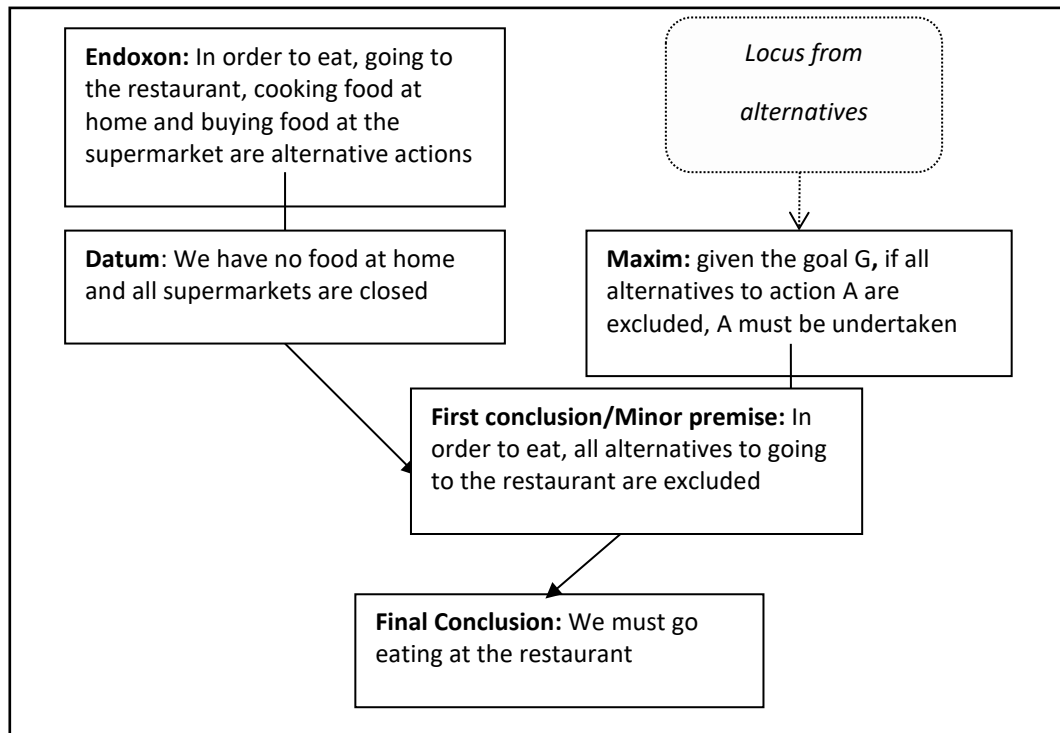 Endoxon: In order to eat, going to
the restaurant, cooking food at
home and buying food at the
supermarket are alternative actions
Locus from
alternatives
Datum: We have no food at home
and all supermarkets are closed
Maxim: given the goal G, if all
alternatives to action A are
excluded, A must be undertaken
First conclusion/Minor premise: In
order to eat, all alternatives to going
to the restaurant are excluded
Final Conclusion: We must go
eating at the restaurant